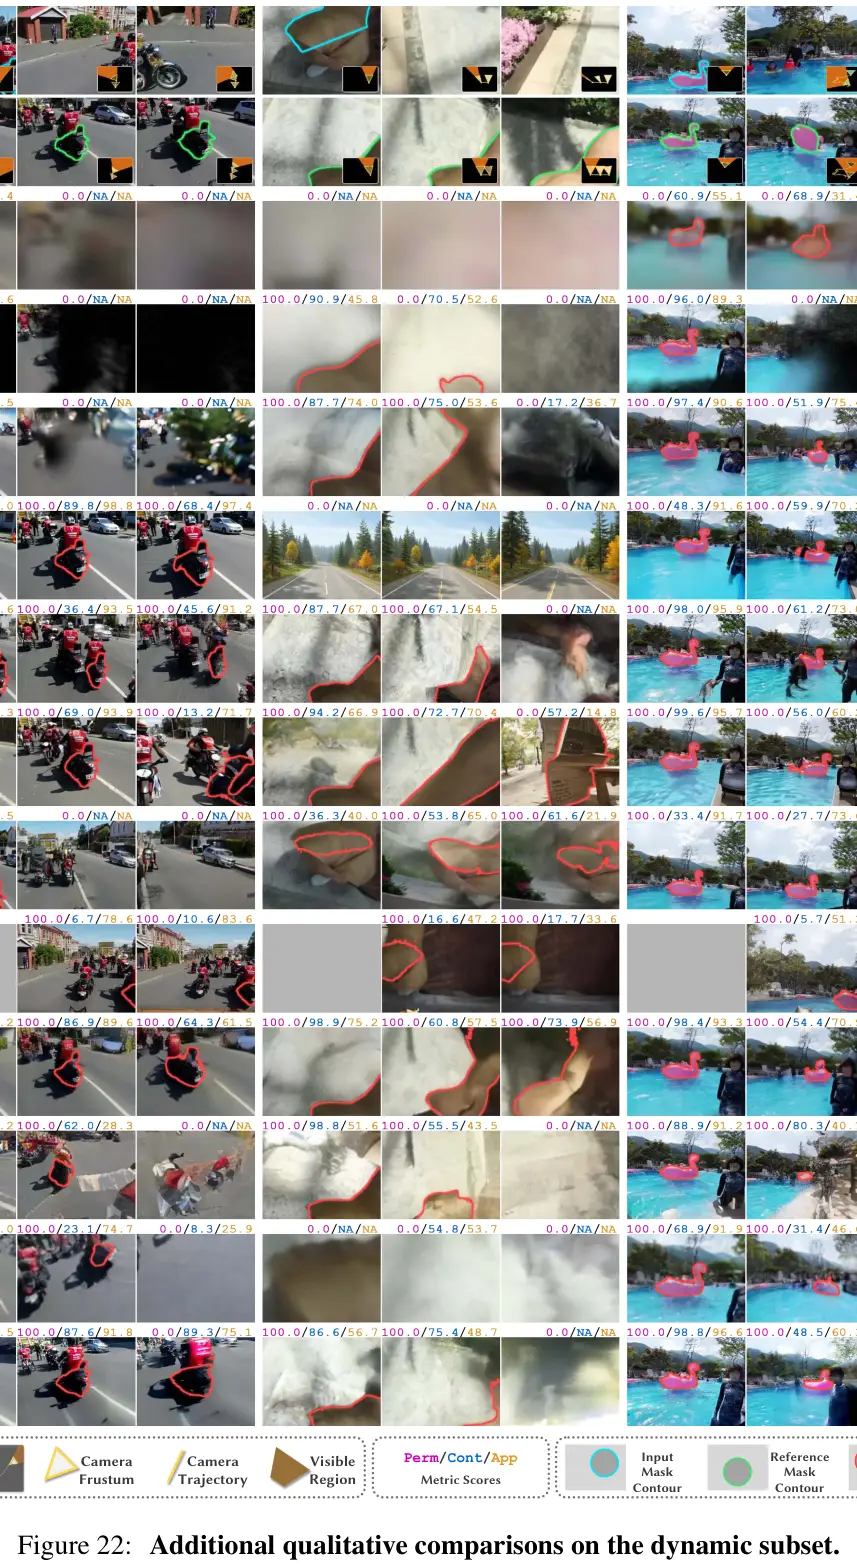 .4 0.0/NA/NA 0.0/NA/NA 0.0/NA/NA 0.0/NA/NA 0.0/NA/NA 0.0/60.9/55.1 0.0/68.9/31.
.6 0.0/NA/NA 0.0/NA/NA 100.0/90.9/45.8 0.0/70.5/52.6 0.0/NA/NA 100.0/96.0/89.3 0.0/NA/NA
.5 0.0/NA/NA 0.0/NA/NA 100.0/87.7/74.0 100.0/75.0/53.6 0.0/17.2/36.7 100.0/97.4/90.6 100.0/51.9/75.
.0 100.0/89.8/98.8 100.0/68.4/97.4 0.0/NA/NA 0.0/NA/NA 0.0/NA/NA 100.0/48.3/91.6 100.0/59.9/70.
.6 100.0/36.4/93.5 100.0/45.6/91.2 100.0/87.7/67.0 100.0/67.1/54.5 0.0/NA/NA 100.0/98.0/95.9 100.0/61.2/73.
.3 100.0/69.0/93.9 100.0/13.2/71.7 100.0/94.2/66.9 100.0/72.7/70.4 0.0/57.2/14.8 100.0/99.6/95.7 100.0/56.0/60.
.5 0.0/NA/NA 0.0/NA/NA 100.0/36.3/40.0 100.0/53.8/65.0 100.0/61.6/21.9 100.0/33.4/91.7 100.0/27.7/73.
100.0/6.7/78.6 100.0/10.6/83.6 100.0/16.6/47.2 100.0/17.7/33.6 100.0/5.7/51.
.2 100.0/86.9/89.6 100.0/64.3/61.5 100.0/98.9/75.2 100.0/60.8/57.5 100.0/73.9/56.9 100.0/98.4/93.3 100.0/54.4/70.
.2 100.0/62.0/28.3 0.0/NA/NA 100.0/98.8/51.6 100.0/55.5/43.5 0.0/NA/NA 100.0/88.9/91.2 100.0/80.3/40.
.0 100.0/23.1/74.7 0.0/8.3/25.9 0.0/NA/NA 0.0/54.8/53.7 0.0/NA/NA 100.0/68.9/91.9 100.0/31.4/46.
.5 100.0/87.6/91.8 0.0/89.3/75.1 100.0/86.6/56.7 100.0/75.4/48.7 0.0/NA/NA 100.0/98.8/96.6 100.0/48.5/60.
Camera
Frustum
Camera
Trajectory
Visible
Region
Perm/Cont/App
Metric Scores
Input
Mask
Contour
Reference
Mask
Contour
Figure 22: Additional qualitative comparisons on the dynamic subset.